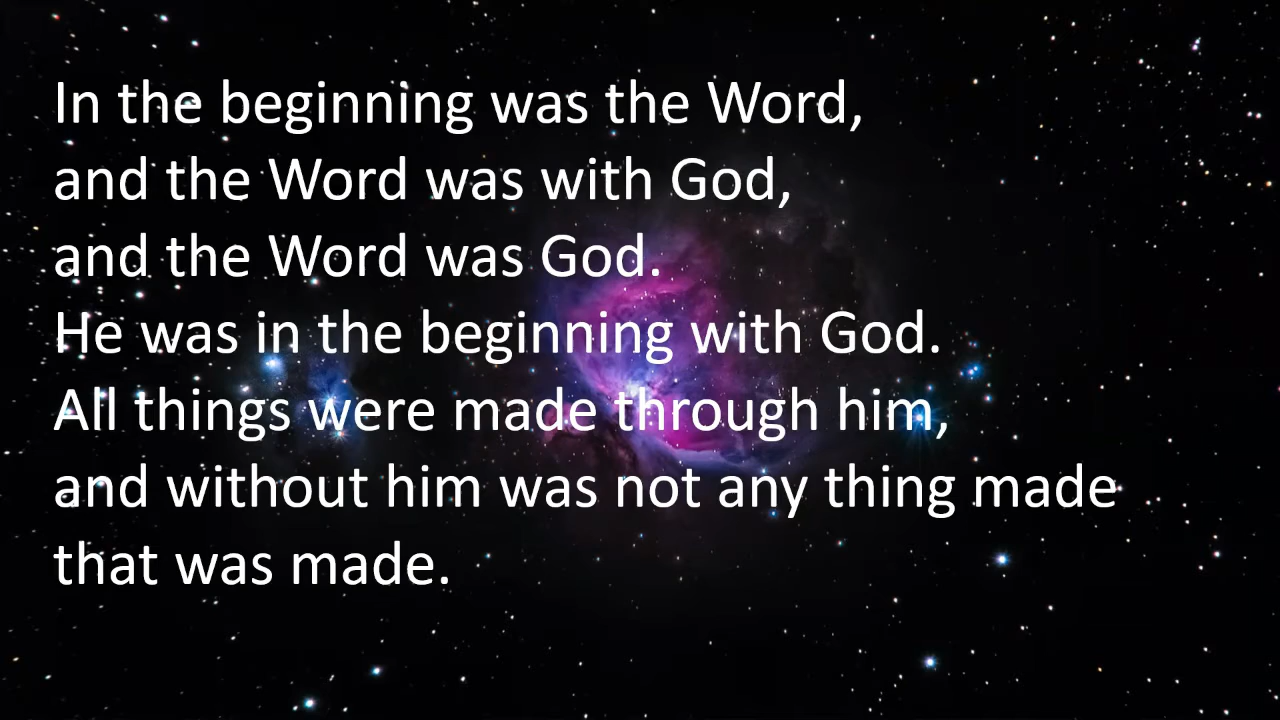 In the beginning was the Word,
and the Word was with God,
and the Word was God.
He was in the beginning with God.
All things were made through him,
and without him was not any thing made
that was made.